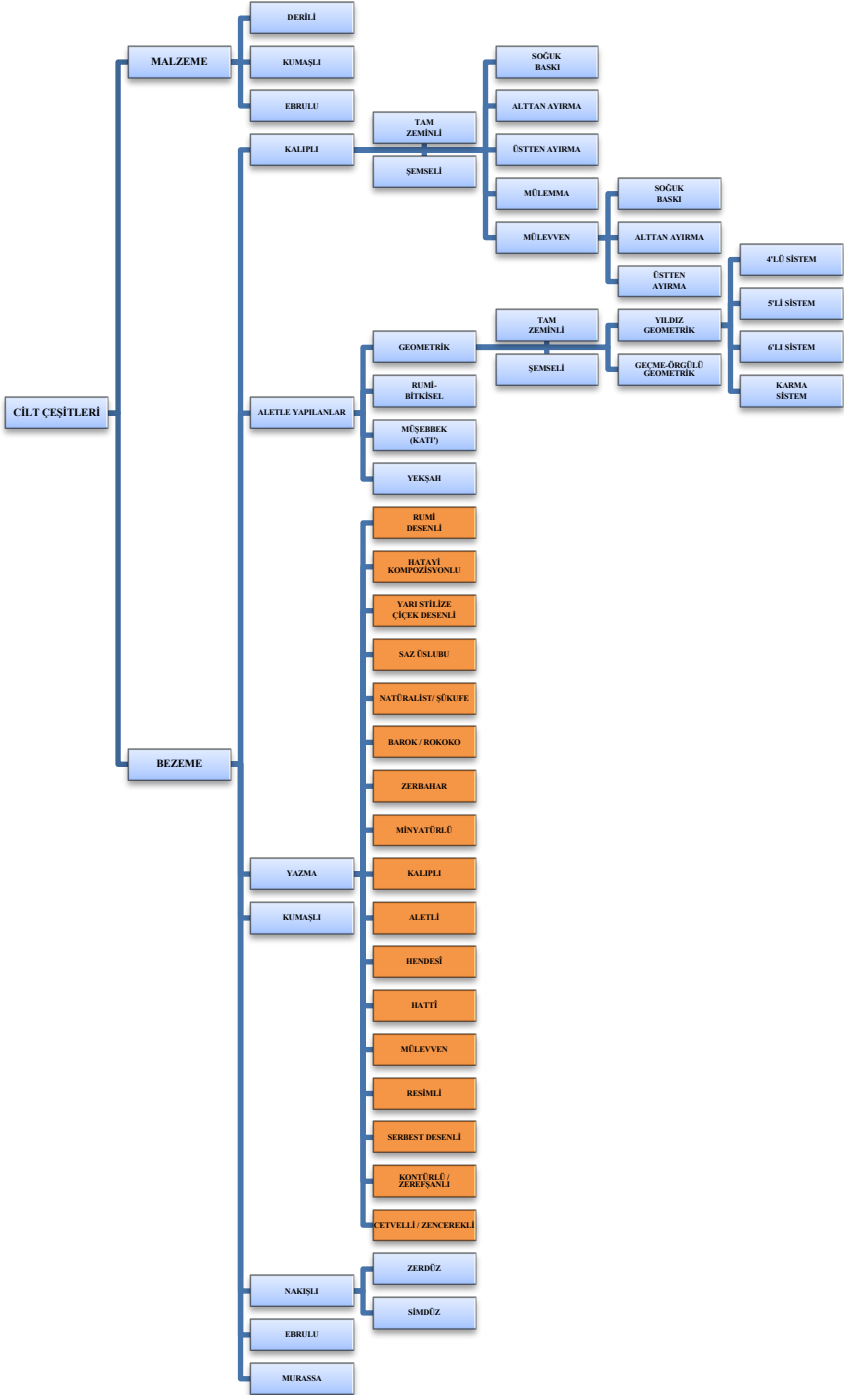 CİLT ÇEŞİTLERİ
MALZEME
DERİLİ
KUMAŞLI
EBRULU
BEZEME
KALIPLI
TAM
ZEMİNLİ
ŞEMSELİ
SOĞUK
BASKI
ALTTAN AYIRMA
ÜSTTEN AYIRMA
MÜLEMMA
MÜLEVVEN
SOĞUK
BASKI
ALTTAN AYIRMA
ÜSTTEN
AYIRMA
ALETLE YAPILANLAR
GEOMETRİK
TAM
ZEMİNLİ
ŞEMSELİ
YILDIZ
GEOMETRİK
4’LÜ SİSTEM
5’Lİ SİSTEM
6’LI SİSTEM
KARMA
SİSTEM
GEÇME-ÖRGÜLÜ
GEOMETRİK
RUMİ-
BİTKİSEL
MÜŞEBBEK
(KATI’)
YEKŞAH
YAZMA
RUMİ
DESENLİ
HATAYİ
KOMPOZİSYONLU
YARI STİLİZE
ÇİÇEK DESENLİ
SAZ ÜSLUBU
NATÜRALİST/ ŞÜKUFE
BAROK / ROKOKO
ZERBAHAR
MİNYATÜRLÜ
KALIPLI
ALETLİ
HENDESÎ
HATTÎ
MÜLEVVEN
RESİMLİ
SERBEST DESENLİ
KONTÜRLÜ /
ZEREFŞANLI
CETVELLİ / ZENCEREKLİ
KUMAŞLI
NAKIŞLI
ZERDÜZ
SİMDÜZ
EBRULU
MURASSA